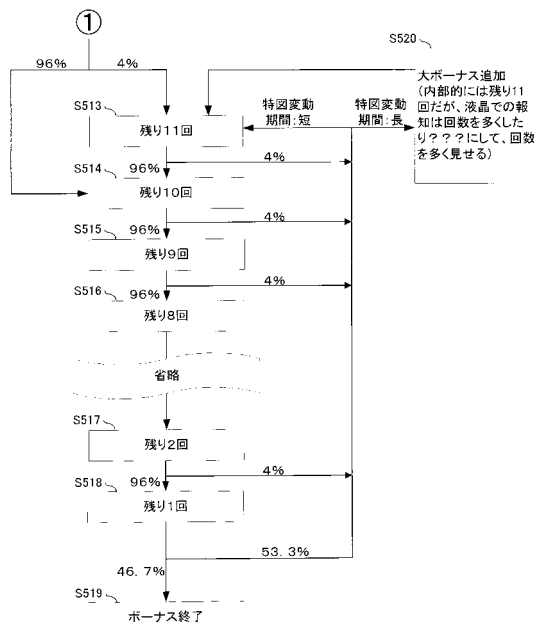 ①
S520
96%
4%
大ボーナス追加
(内部的には残り11
回だが、液晶での報
知は回数を多くした
り???にして、回数
を多く見せる)
S513
特図変動
期間:短
特図変動
期間:長
残り11回
S514
96%
4%
残り10回
S515
96%
4%
残り9回
S516
96%
4%
残り8回
省略
S517
残り2回
S518
96%
4%
残り1回
53.3%
46.7%
S519
ボーナス終了